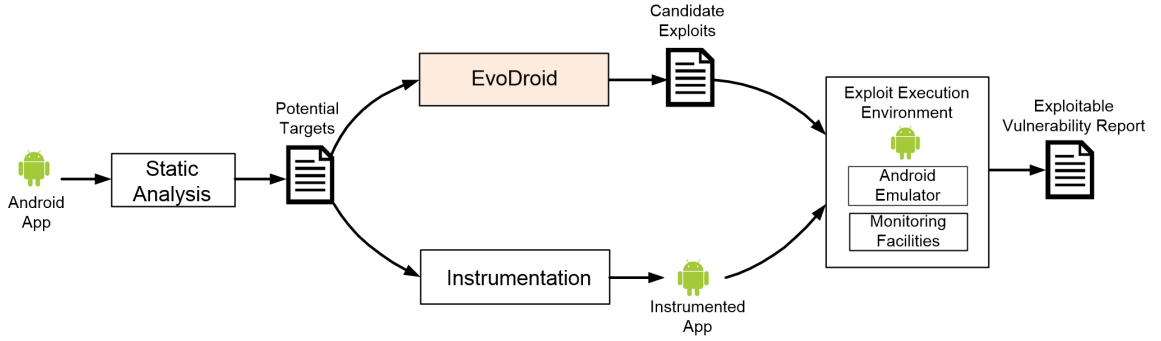 Android
App
Static
Analysis
Potential
Targets
EvoDroid
Candidate
Exploits
Instrumentation
Instrumented
App
Exploit Execution
Environment
Android
Emulator
Monitoring
Facilities
Exploitable
Vulnerability Report